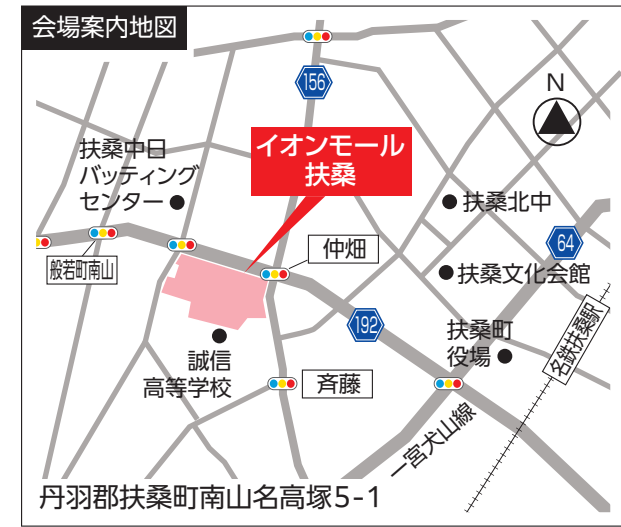 会場案内地図
156
N
イオンモール
扶桑
扶桑中日
バッティング
センター
扶桑北中
64
仲畑
般若町南山
扶桑文化会館
192
扶桑町
役場
名鉄扶桑駅
誠信
高等学校
斉藤
一宮犬山線
丹羽郡扶桑町南山名高塚5-1